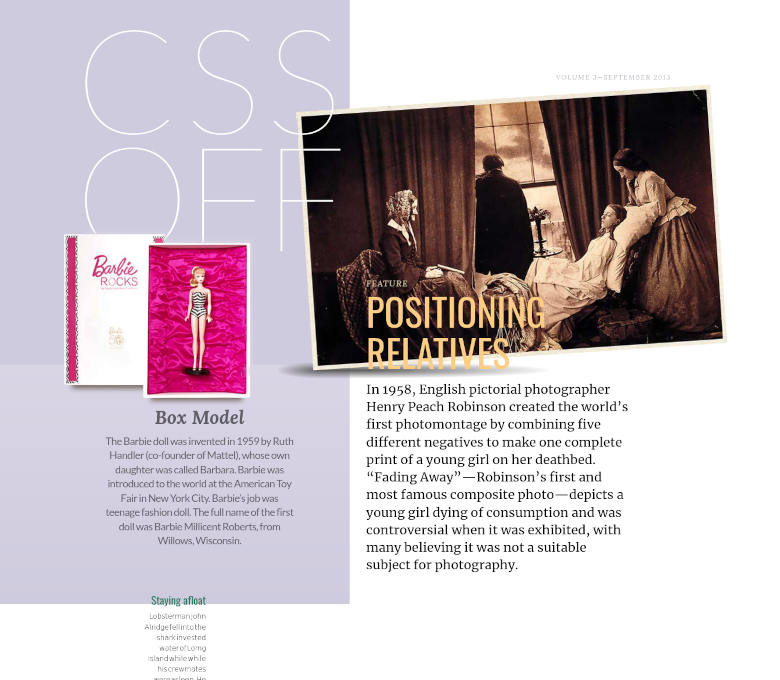 CSS
OFF
VOLUME 3—SEPTEMBER 2013
Barbie
ROCKS
FEATURE
POSITIONING
RELATIVES
In 1958, English pictorial photographer
Henry Peach Robinson created the world’s
first photomontage by combining five
different negatives to make one complete
print of a young girl on her deathbed.
“Fading Away”—Robinson’s first and
most famous composite photo—depicts a
young girl dying of consumption and was
controversial when it was exhibited, with
many believing it was not a suitable
subject for photography.
Box Model
The Barbie doll was invented in 1959 by Ruth
Handler (co-founder of Mattel), whose own
daughter was called Barbara. Barbie was
introduced to the world at the American Toy
Fair in New York City. Barbie’s job was
teenage fashion doll. The full name of the first
doll was Barbie Millicent Roberts, from
Willows, Wisconsin.
Staying afloat
Lobsterman John
Alridge fell into the
shark invested
water of Lomg
Island while while
his crewmates